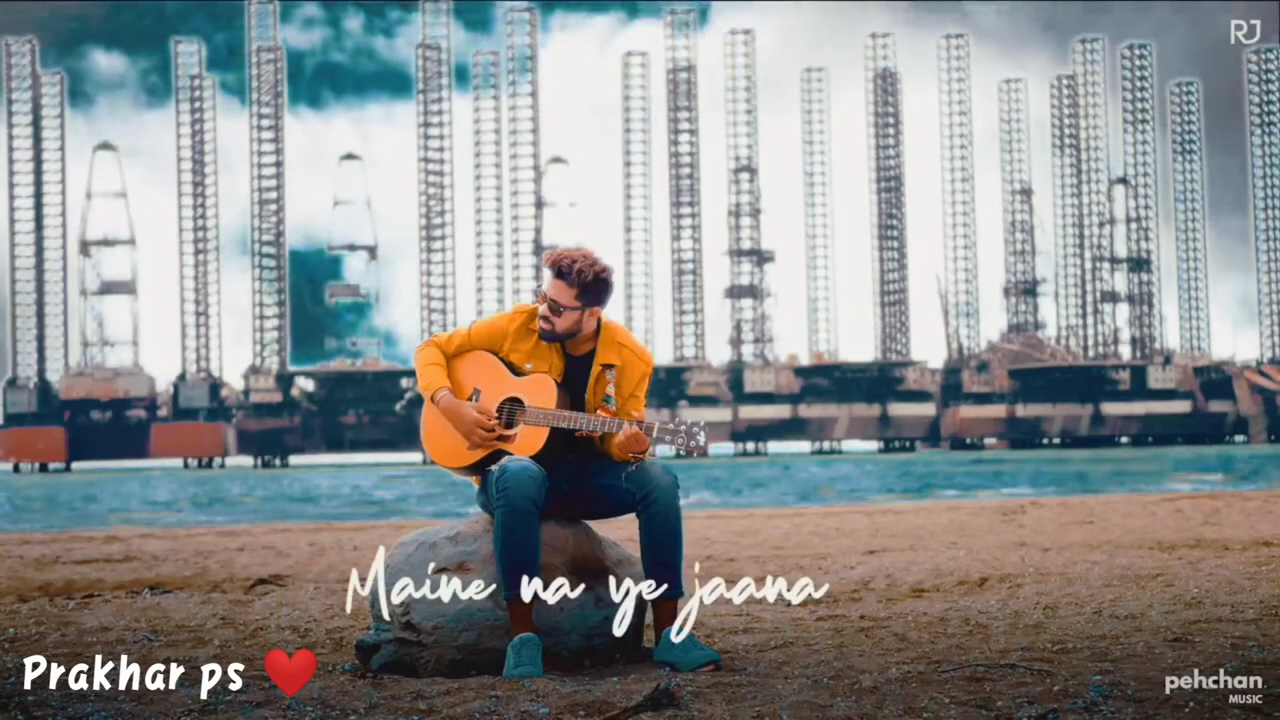 RJ
Maine na ye jaana
Prakhar ps ❤️
pehchan
MUSIC